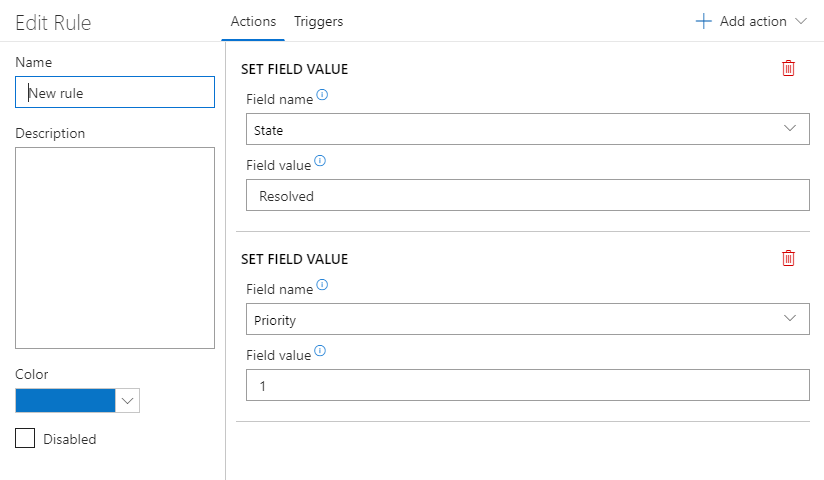 Edit Rule
Actions
Triggers
Add action
Name
New rule
Description
Color
Disabled
SET FIELD VALUE
Field name
State
Field value
Resolved
SET FIELD VALUE
Field name
Priority
Field value
1